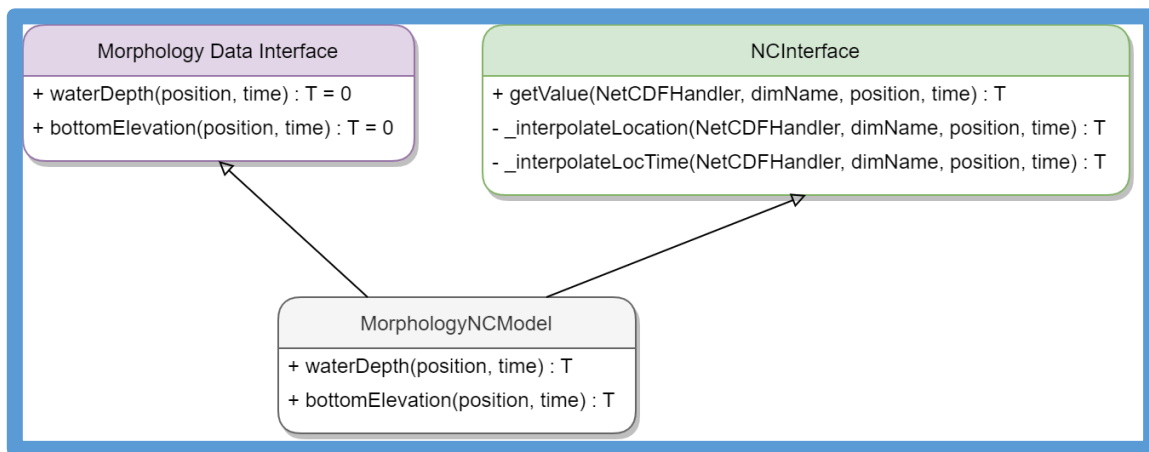 Morphology Data Interface
+ waterDepth(position, time) : T = 0
+ bottomElevation(position, time) : T = 0
NCInterface
+ getValue(NetCDFHandler, dimName, position, time) : T
- _interpolateLocation(NetCDFHandler, dimName, position, time) : T
- _interpolateLocTime(NetCDFHandler, dimName, position, time) : T
MorphologyNCModel
+ waterDepth(position, time) : T
+ bottomElevation(position, time) : T